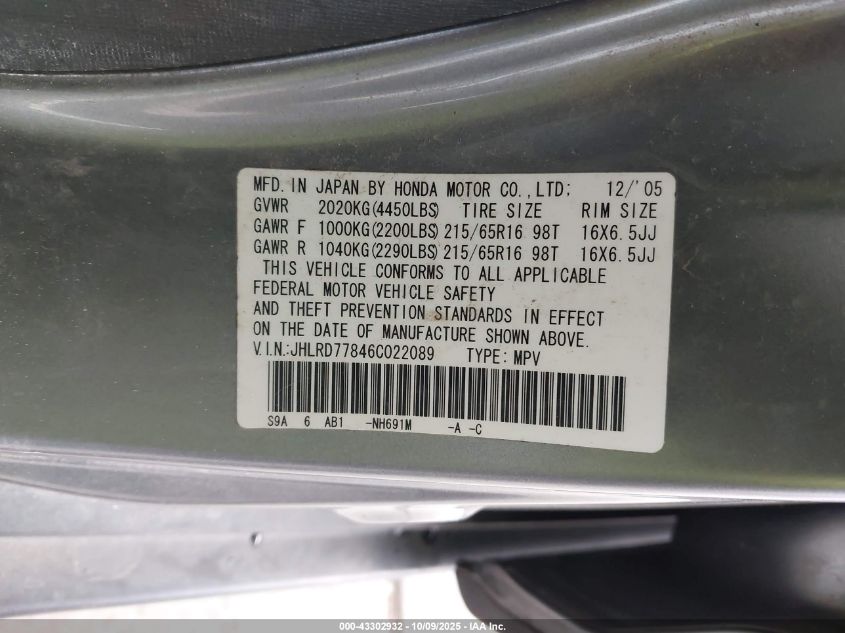 MFD. IN JAPAN BY HONDA MOTOR CO., LTD: 12/'05
GVWR 2020KG(4450LBS) TIRE SIZE RIM SIZE
GAWR F 1000KG(2200LBS) 215/65R16 98T 16X6.5JJ
GAWR R 1040KG(2290LBS) 215/65R16 98T 16X6.5JJ
THIS VEHICLE CONFORMS TO ALL APPLICABLE
FEDERAL MOTOR VEHICLE SAFETY
AND THEFT PREVENTION STANDARDS IN EFFECT
ON THE DATE OF MANUFACTURE SHOWN ABOVE.
V.I.N.:JHLRD77846C022089 TYPE: MPV
S9A 6 AB1 -NH691M -A -C
000-43302932 - 10/09/2025 - IAA, Inc.